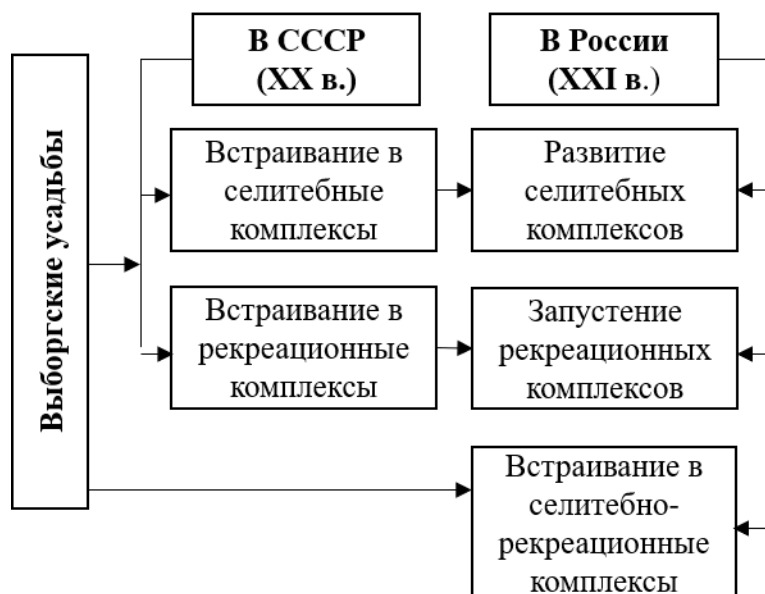 Выборгские усадьбы
В СССР
(XX в.)
В России
(XXI в.)
Встраивание в
селитебные
комплексы
Развитие
селитебных
комплексов
Встраивание в
рекреационные
комплексы
Запустение
рекреационных
комплексов
Встраивание в
селитебно-
рекреационные
комплексы